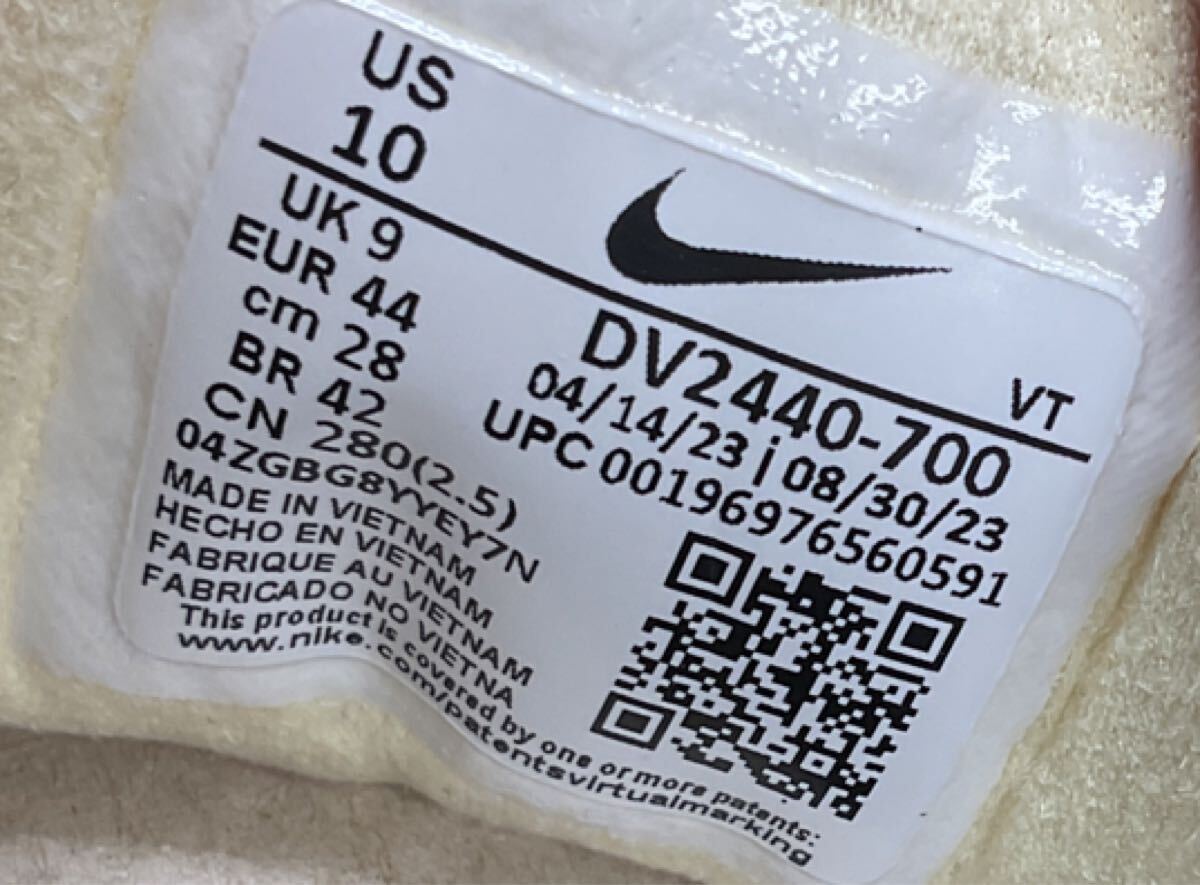 US
10
UK 9
EUR 44
cm 28
BR 42
CN 280(2.5)
04ZGBG8YYEY7N
MADE IN VIETNAM
HECHO EN VIETNAM
FABRIQUE AU VIETNAM
FABRICADO NO VIETNA
This product is covered by one or more patents:
www.nike.com/patentsvirtualmarking
VT
DV2440-700
04/14/23 | 08/30/23
UPC 00196976560591